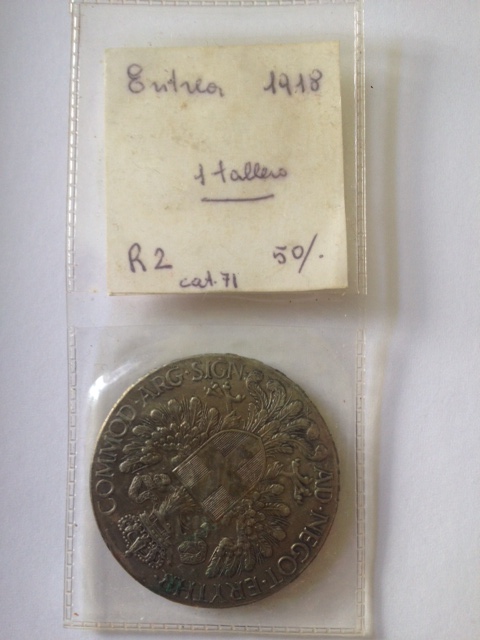 Eritrea 1918
1 tallero
R2 50/.
cat. 71
COMMOD · ARG · SIGN · AD · NEGOT · ERYTHR ·